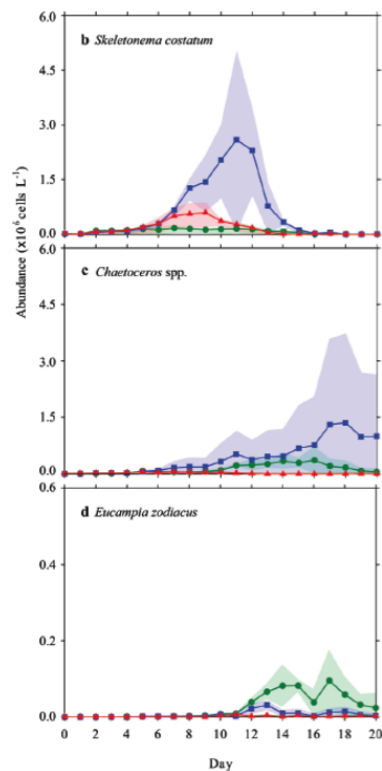 6.0
b Skeletonema costatum
4.5
3.0
1.5
0.0
6.0
c Chaetoceros spp.
4.5
3.0
1.5
0.0
0.6
d Eucampia zodiacus
0.4
0.2
0.0
Abundance (x10⁶ cells L⁻¹)
0 2 4 6 8 10 12 14 16 18 20
Day